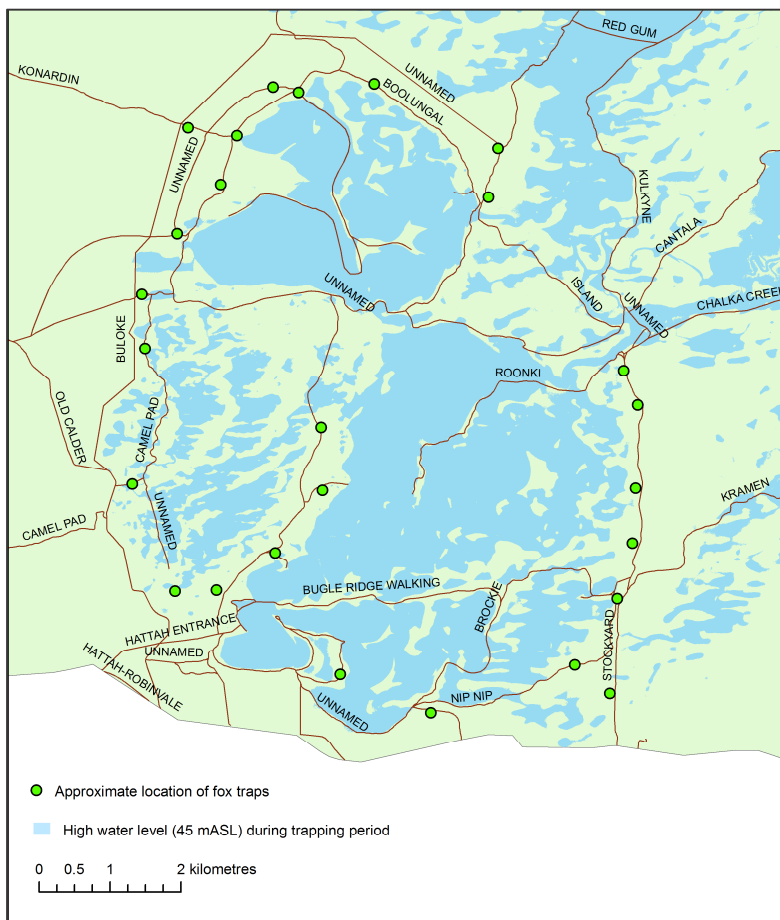 RED GUM
KONARDIN
UNNAMED
BOOLUNGAL
UNNAMED
KULKYNE
CANTALA
ISLAND
UNNAMED
UNNAMED
CHALKA CREEK
BULOKE
ROONKI
OLD CALDER
CAMEL PAD
KRAMEN
UNNAMED
CAMEL PAD
BUGLE RIDGE WALKING
BROCKIE
HATTAH ENTRANCE
STOCKYARD
UNNAMED
HATTAH-ROBINVALE
NIP NIP
UNNAMED
Approximate location of fox traps
High water level (45 mASL) during trapping period
0 0.5 1 2 kilometres